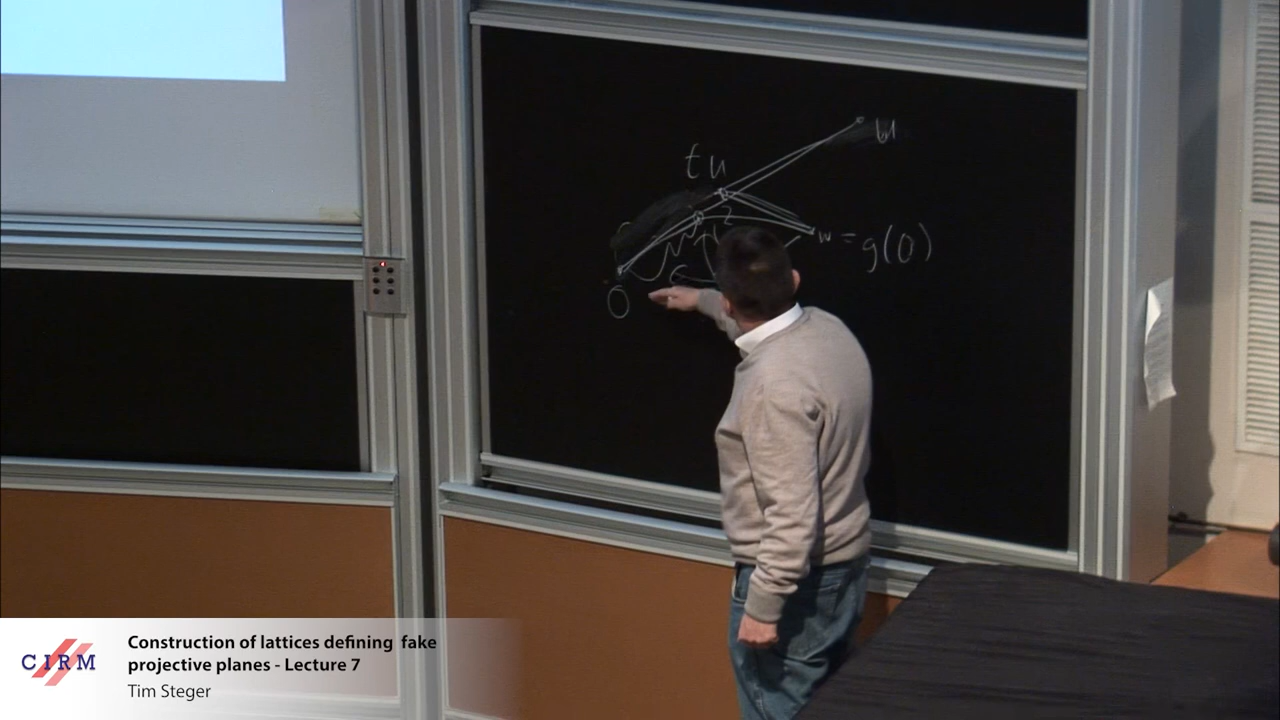 u
tu
z
w = g(0)
0
CIRM
Construction of lattices defining fake
projective planes - Lecture 7
Tim Steger